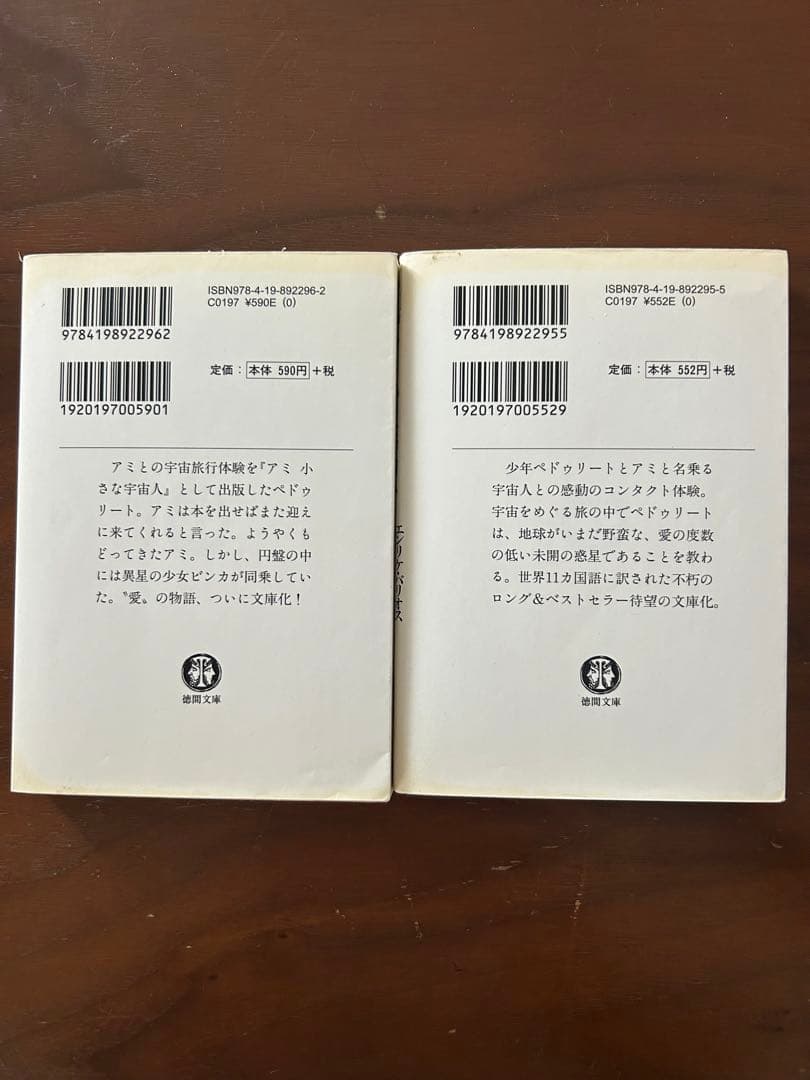 ISBN978-4-19-892296-2
C0197 ¥590E (0)
9784198922962
定価：本体 590円+税
1920197005901
アミとの宇宙旅行体験を『アミ 小
さな宇宙人』として出版したペドゥ
リート。アミは本を出せばまた迎え
に来てくれると言った。ようやくも
どってきたアミ。しかし、円盤の中
には異星の少女ビンカが同乗してい
た。〝愛〟の物語、ついに文庫化！
徳間文庫
エンリケ・バリオス
ISBN978-4-19-892295-5
C0197 ¥552E (0)
9784198922955
定価：本体 552円+税
1920197005529
少年ペドゥリートとアミと名乗る
宇宙人との感動のコンタクト体験。
宇宙をめぐる旅の中でペドゥリート
は、地球がいまだ野蛮な、愛の度数
の低い未開の惑星であることを教わ
る。世界11カ国語に訳された不朽の
ロング＆ベストセラー待望の文庫化。
徳間文庫